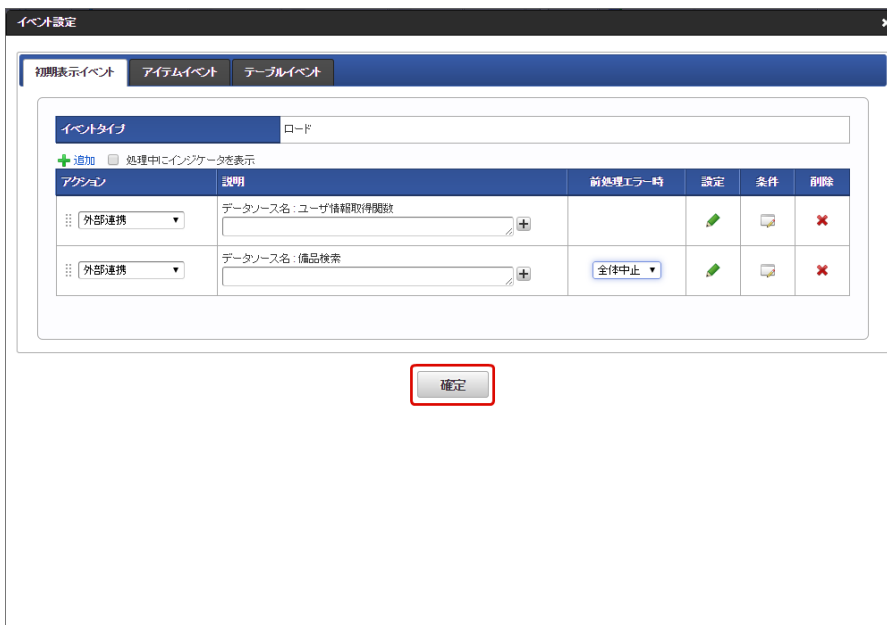 イベント設定
初期表示イベント アイテムイベント テーブルイベント
イベントタイプ ロード
追加 処理中にインジケータを表示
アクション 説明 前処理エラー時 設定 条件 削除
データソース名 : ユーザ情報取得関数
外部連携
データソース名 : 備品検索
外部連携 全体中止
確定